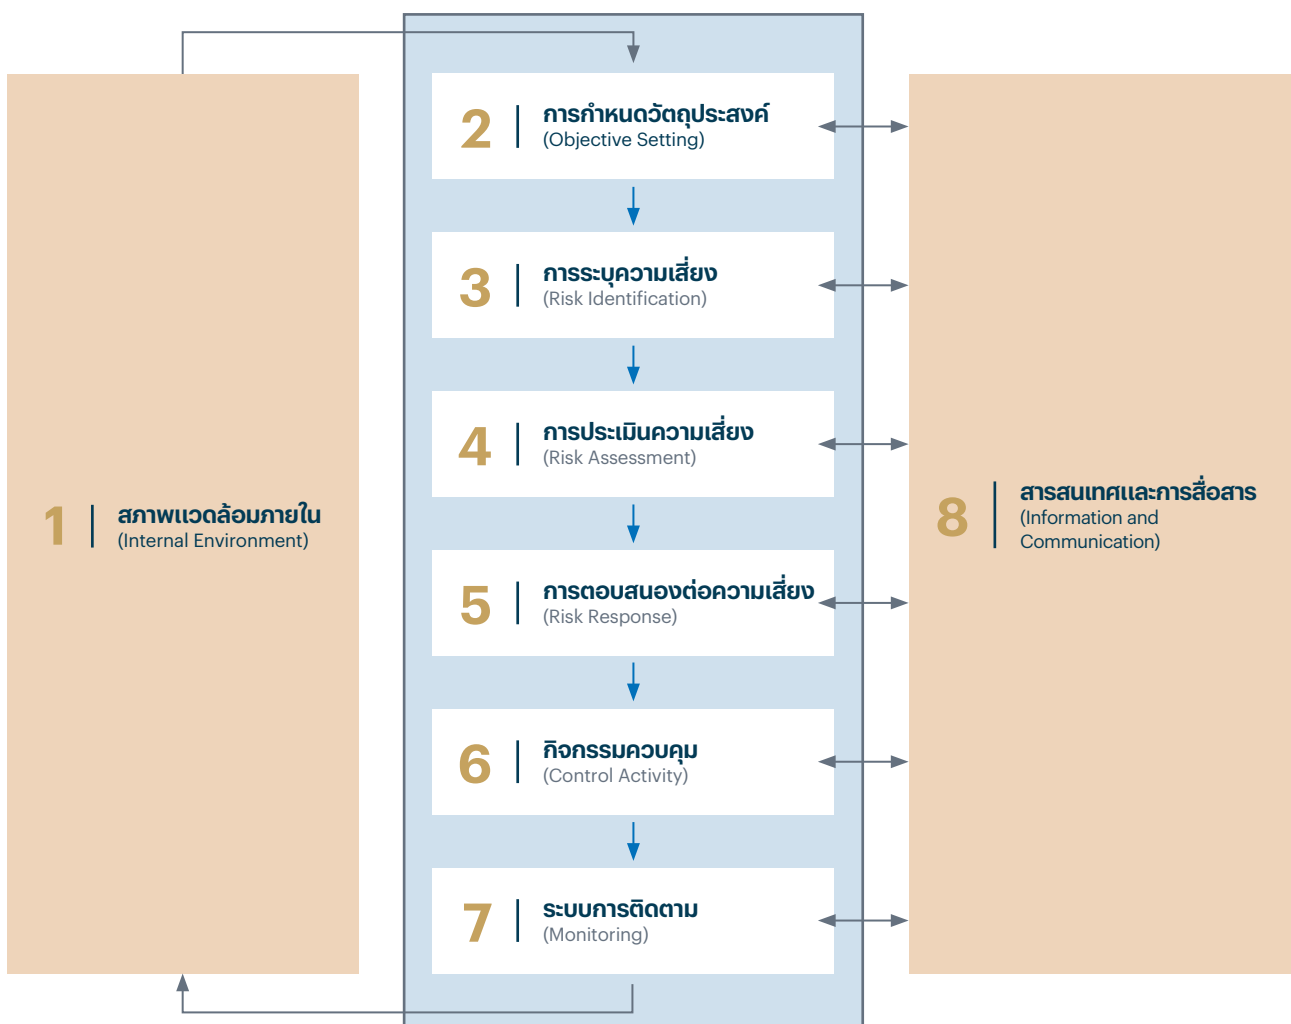 1
สภาพแวดล้อมภายใน
(Internal Environment)
2
การกำหนดวัตถุประสงค์
(Objective Setting)
3
การระบุความเสี่ยง
(Risk Identification)
4
การประเมินความเสี่ยง
(Risk Assessment)
5
การตอบสนองต่อความเสี่ยง
(Risk Response)
6
กิจกรรมควบคุม
(Control Activity)
7
ระบบการติดตาม
(Monitoring)
8
สารสนเทศและการสื่อสาร
(Information and
Communication)